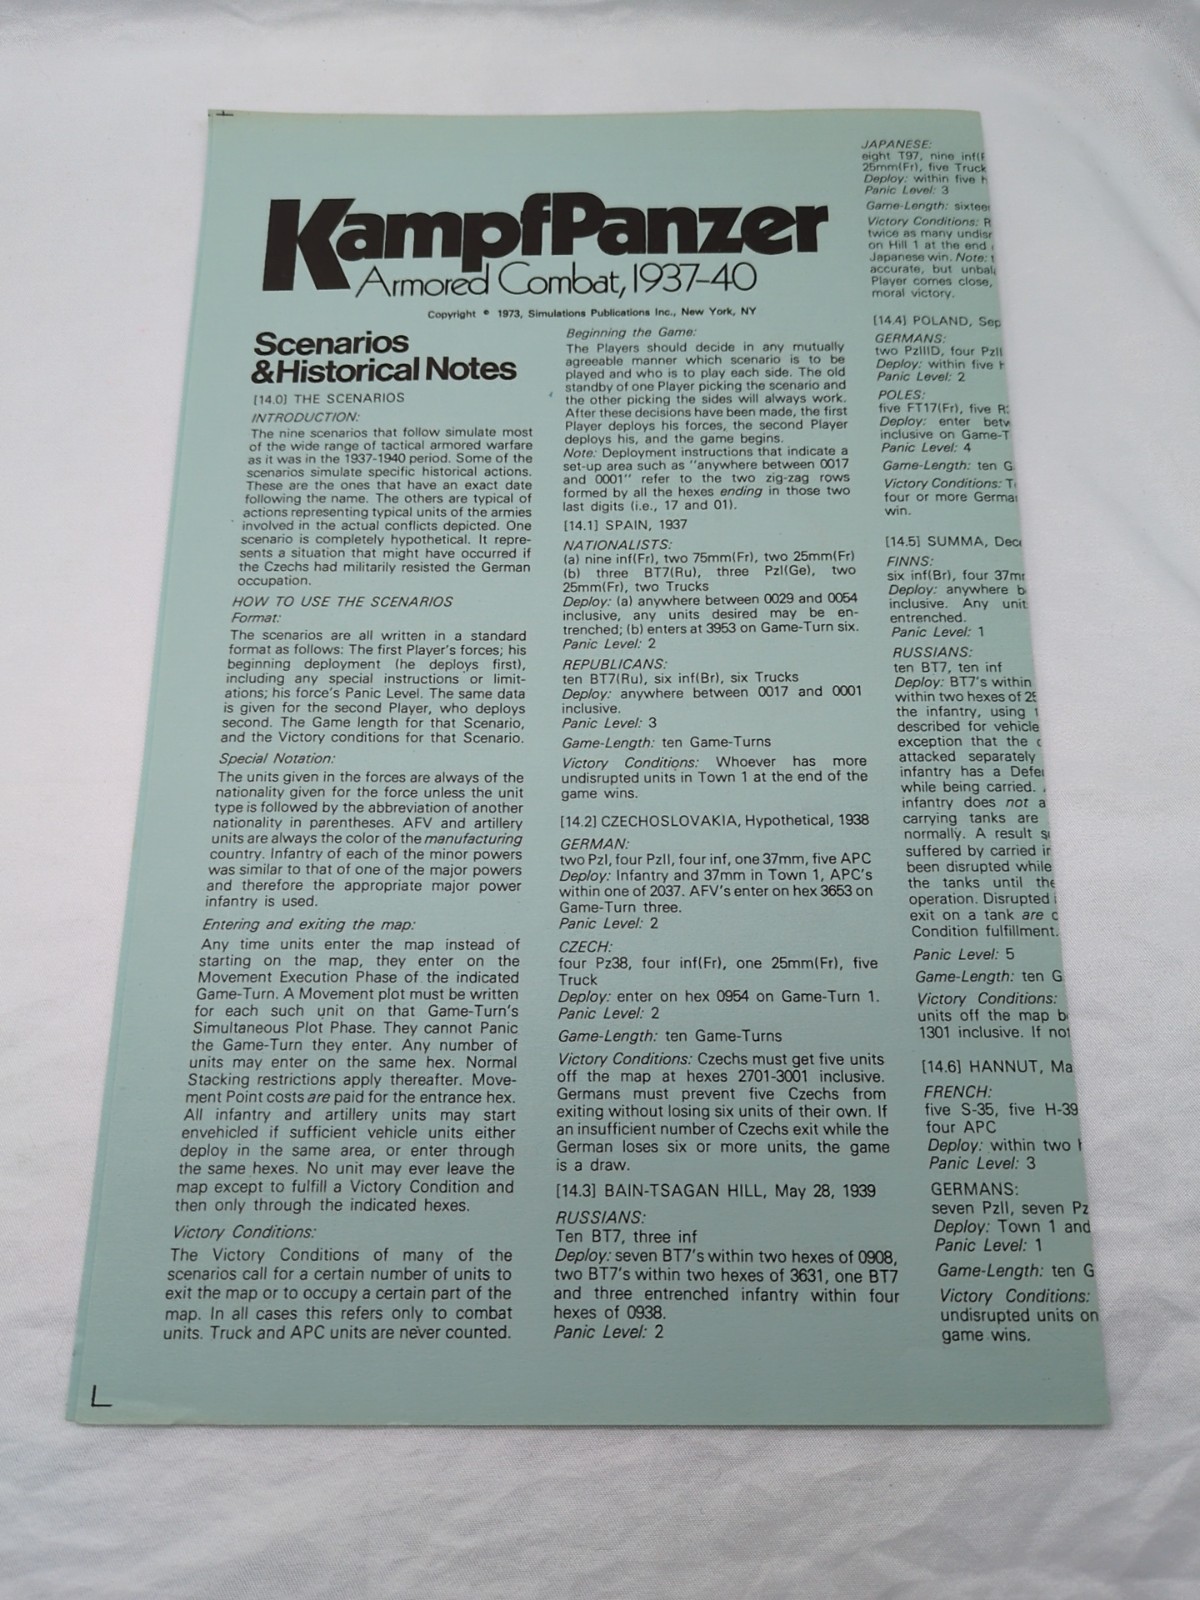 KampfPanzer
Armored Combat, 1937-40
Copyright © 1973, Simulations Publications Inc., New York, NY
Scenarios
& Historical Notes
[14.0] THE SCENARIOS
INTRODUCTION:
The nine scenarios that follow simulate most
of the wide range of tactical armored warfare
as it was in the 1937-1940 period. Some of the
scenarios simulate specific historical actions.
These are the ones that have an exact date
following the name. The others are typical of
actions representing typical units of the armies
involved in the actual conflicts depicted. One
scenario is completely hypothetical. It repre-
sents a situation that might have occurred if
the Czechs had militarily resisted the German
occupation.
HOW TO USE THE SCENARIOS
Format:
The scenarios are all written in a standard
format as follows: The first Player's forces; his
beginning deployment (he deploys first),
including any special instructions or limit-
ations; his force's Panic Level. The same data
is given for the second Player, who deploys
second. The Game length for that Scenario,
and the Victory conditions for that Scenario.
Special Notation:
The units given in the forces are always of the
nationality given for the force unless the unit
type is followed by the abbreviation of another
nationality in parentheses. AFV and artillery
units are always the color of the manufacturing
country. Infantry of each of the minor powers
was similar to that of one of the major powers
and therefore the appropriate major power
infantry is used.
Entering and exiting the map:
Any time units enter the map instead of
starting on the map, they enter on the
Movement Execution Phase of the indicated
Game-Turn. A Movement plot must be written
for each such unit on that Game-Turn's
Simultaneous Plot Phase. They cannot Panic
the Game-Turn they enter. Any number of
units may enter on the same hex. Normal
Stacking restrictions apply thereafter. Move-
ment Point costs are paid for the entrance hex.
All infantry and artillery units may start
envehicled if sufficient vehicle units either
deploy in the same area, or enter through
the same hexes. No unit may ever leave the
map except to fulfill a Victory Condition and
then only through the indicated hexes.
Victory Conditions:
The Victory Conditions of many of the
scenarios call for a certain number of units to
exit the map or to occupy a certain part of the
map. In all cases this refers only to combat
units. Truck and APC units are never counted.
Beginning the Game:
The Players should decide in any mutually
agreeable manner which scenario is to be
played and who is to play each side. The old
standby of one Player picking the scenario and
the other picking the sides will always work.
After these decisions have been made, the first
Player deploys his forces, the second Player
deploys his, and the game begins.
Note: Deployment instructions that indicate a
set-up area such as "anywhere between 0017
and 0001" refer to the two zig-zag rows
formed by all the hexes ending in those two
last digits (i.e., 17 and 01).
[14.1] SPAIN, 1937
NATIONALISTS:
(a) nine inf(Fr), two 75mm(Fr), two 25mm(Fr)
(b) three BT7(Ru), three PzI(Ge), two
25mm(Fr), two Trucks
Deploy: (a) anywhere between 0029 and 0054
inclusive, any units desired may be en-
trenched; (b) enters at 3953 on Game-Turn six.
Panic Level: 2
REPUBLICANS:
ten BT7(Ru), six inf(Br), six Trucks
Deploy: anywhere between 0017 and 0001
inclusive.
Panic Level: 3
Game-Length: ten Game-Turns
Victory Conditions: Whoever has more
undisrupted units in Town 1 at the end of the
game wins.
[14.2] CZECHOSLOVAKIA, Hypothetical, 1938
GERMAN:
two PzI, four PzII, four inf, one 37mm, five APC
Deploy: Infantry and 37mm in Town 1, APC's
within one of 2037. AFV's enter on hex 3653 on
Game-Turn three.
Panic Level: 2
CZECH:
four Pz38, four inf(Fr), one 25mm(Fr), five
Truck
Deploy: enter on hex 0954 on Game-Turn 1.
Panic Level: 2
Game-Length: ten Game-Turns
Victory Conditions: Czechs must get five units
off the map at hexes 2701-3001 inclusive.
Germans must prevent five Czechs from
exiting without losing six units of their own. If
an insufficient number of Czechs exit while the
German loses six or more units, the game
is a draw.
[14.3] BAIN-TSAGAN HILL, May 28, 1939
RUSSIANS:
Ten BT7, three inf
Deploy: seven BT7's within two hexes of 0908,
two BT7's within two hexes of 3631, one BT7
and three entrenched infantry within four
hexes of 0938.
Panic Level: 2
JAPANESE:
eight T97, nine inf(
25mm(Fr), five Truck
Deploy: within five
Panic Level: 3
Game-Length: sixteen
Victory Conditions:
twice as many
on Hill 1 at the end
Japanese win. Note:
accurate, but
Player comes close,
moral victory.
[14.4] POLAND, Sep
GERMANS:
two PzIIID, four PzII
Deploy: within five
Panic Level: 2
POLES:
five FT17(Fr), five
Deploy: enter betw
inclusive on Game-T
Panic Level: 4
Game-Length: ten G
Victory Conditions:
four or more Germa
win.
[14.5] SUMMA, Dec
FINNS:
six inf(Br), four 37m
Deploy: anywhere b
inclusive. Any unit
entrenched.
Panic Level: 1
RUSSIANS:
ten BT7, ten inf
Deploy: BT7's within
within two hexes of
the infantry, using
described for vehicle
exception that the
attacked separately
infantry has a Defe
while being carried.
infantry does not a
carrying tanks are
normally. A result
suffered by carried
been disrupted while
the tanks until the
operation. Disrupted
exit on a tank are
Condition fulfillment.
Panic Level: 5
Game-Length: ten G
Victory Conditions:
units off the map b
1301 inclusive. If not
[14.6] HANNUT, Ma
FRENCH:
five S-35, five H-39
four APC
Deploy: within two
Panic Level: 3
GERMANS:
seven PzII, seven Pz
Deploy: Town 1 and
Panic Level: 1
Game-Length: ten G
Victory Conditions:
undisrupted units on
game wins.